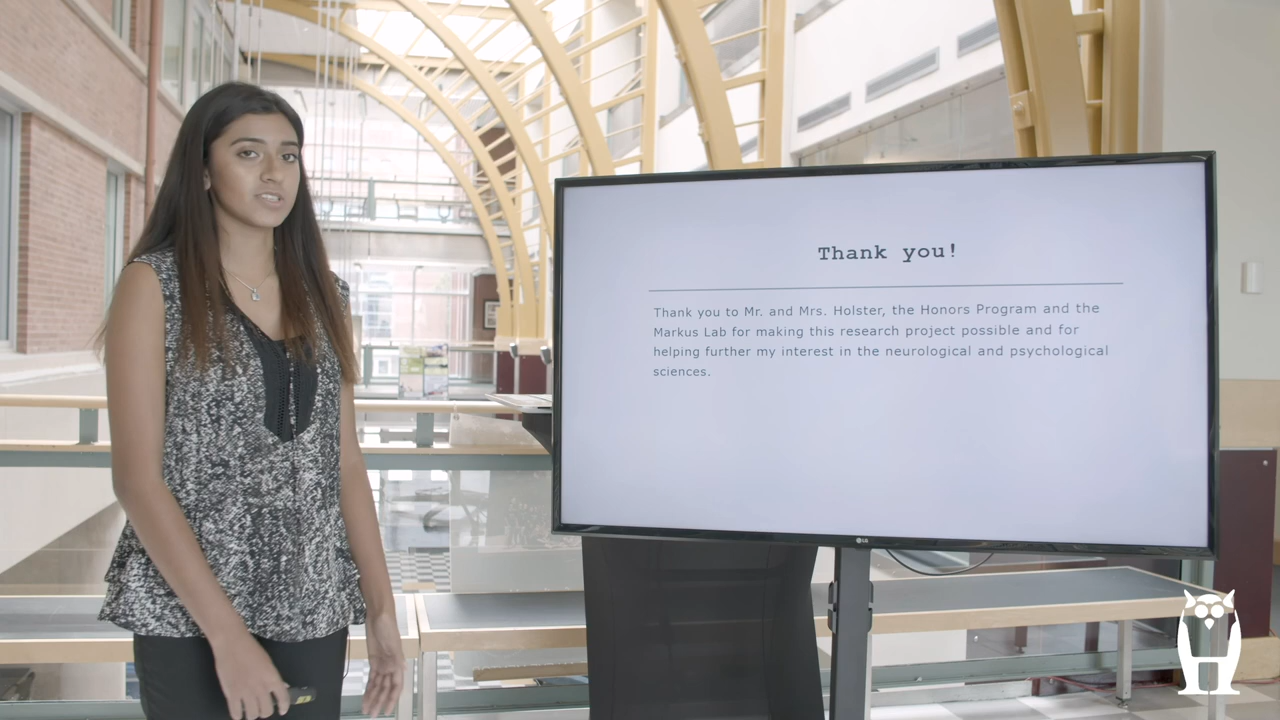 Thank you!
Thank you to Mr. and Mrs. Holster, the Honors Program and the
Markus Lab for making this research project possible and for
helping further my interest in the neurological and psychological
sciences.
LG